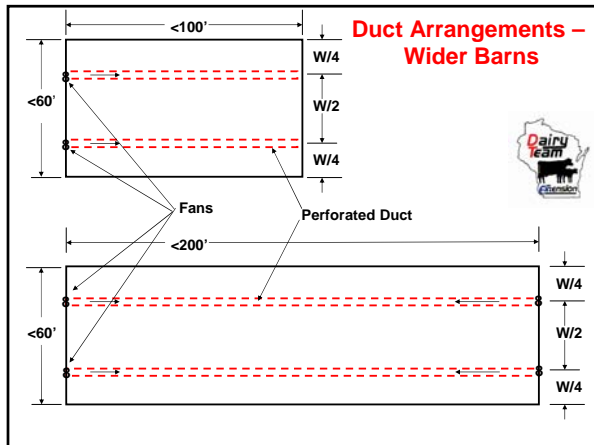 Duct Arrangements –
Wider Barns
<100'
<60'
W/4
W/2
W/4
Dairy
Team
extension
Fans
Perforated Duct
<200'
<60'
W/4
W/2
W/4